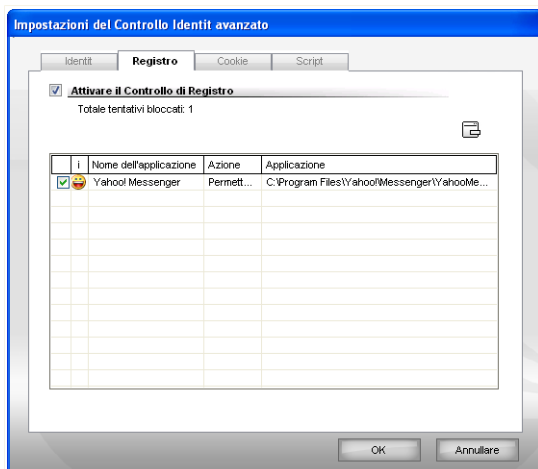 Impostazioni del Controllo Identit avanzato
Identit Registro Cookie Script
Attivare il Controllo di Registro
Totale tentativi bloccati: 1
i Nome dell'applicazione Azione Applicazione
Yahoo! Messenger Permett... C:\Program Files\Yahoo!\Messenger\YahooMe...
OK Annullare